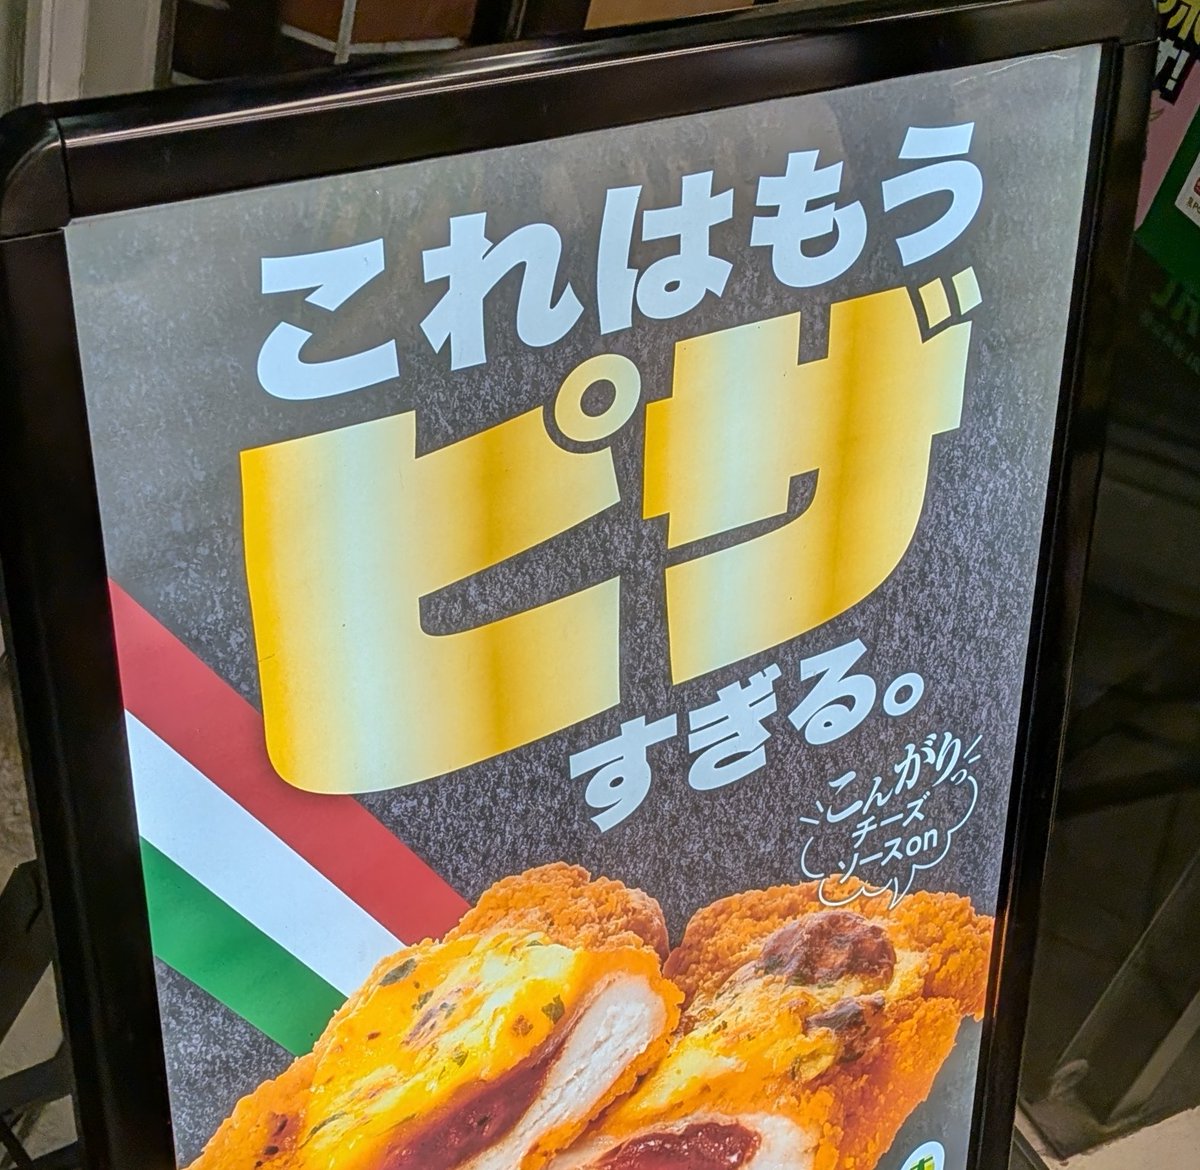 これはもう
ピザ
すぎる。
こんがりっ
チーズ
ソースon